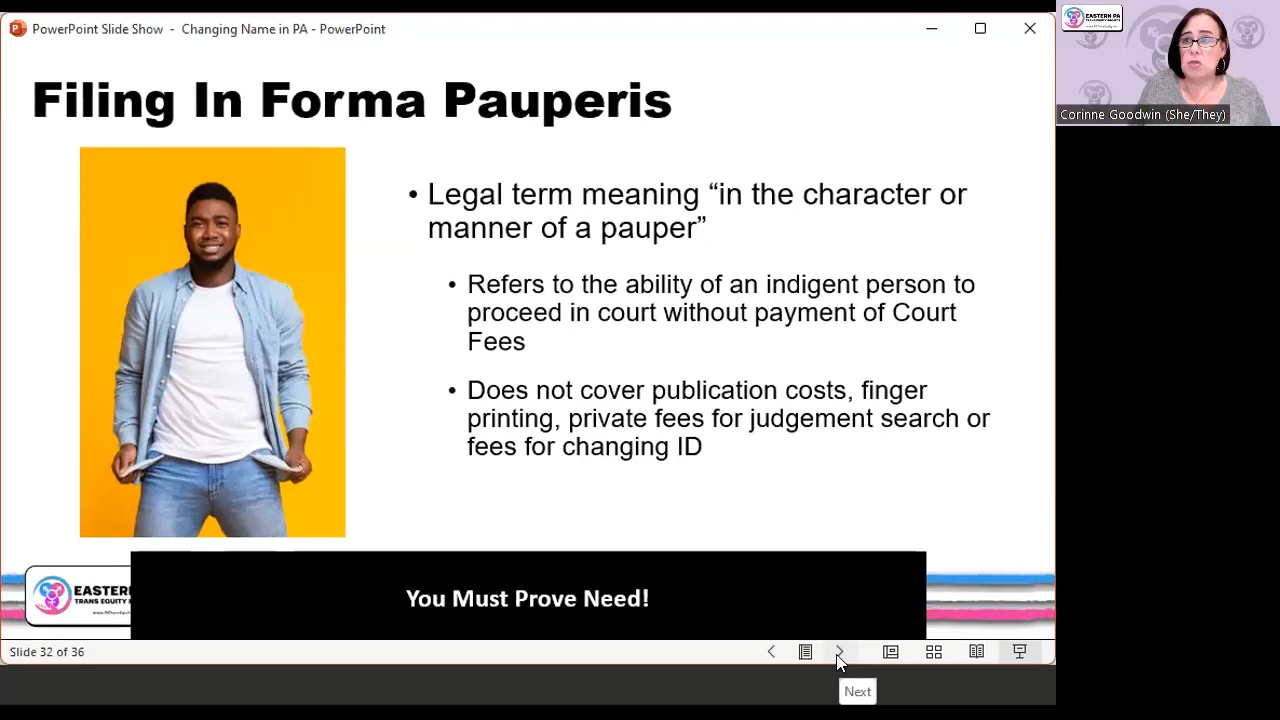 PowerPoint Slide Show - Changing Name in PA - PowerPoint
EASTERN PA
Corinne Goodwin (She/They)
Filing In Forma Pauperis
• Legal term meaning “in the character or
manner of a pauper”
• Refers to the ability of an indigent person to
proceed in court without payment of Court
Fees
• Does not cover publication costs, finger
printing, private fees for judgement search or
fees for changing ID
EASTERN
TRANS EQUITY
You Must Prove Need!
Slide 32 of 36
Next